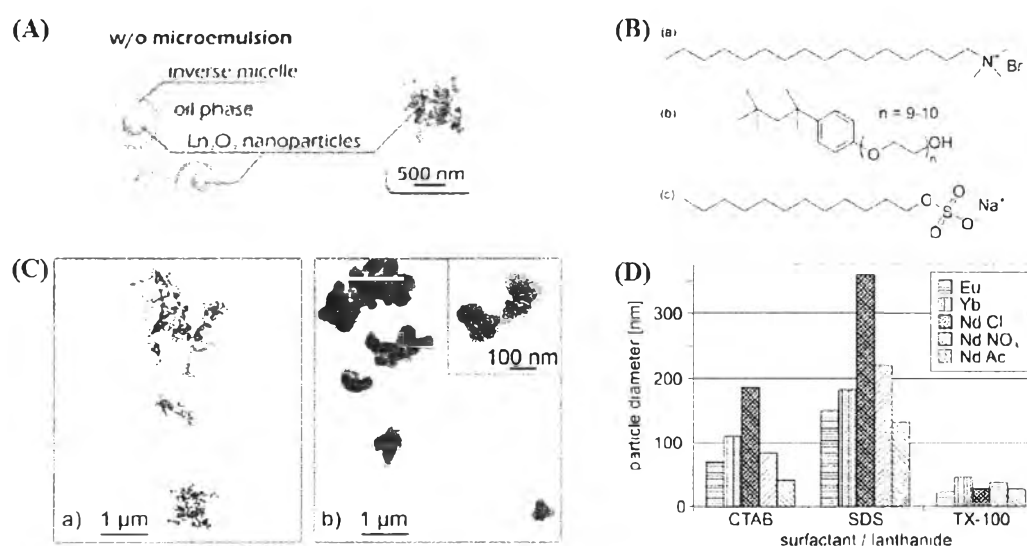 (A)
w/o microemulsion
inverse micelle
oil phase
Ln₂O₃ nanoparticles
500 nm
(B)
(a)
N⁺
Br
(b)
n = 9-10
O
OH
n
(c)
O
O
S
O
O
Na⁺
(C)
a)
1 µm
b)
1 µm
100 nm
(D)
particle diameter [nm]
300
200
100
0
CTAB
SDS
TX-100
surfactant / lanthanide
Eu
Yb
Nd Cl
Nd NO₃
Nd Ac